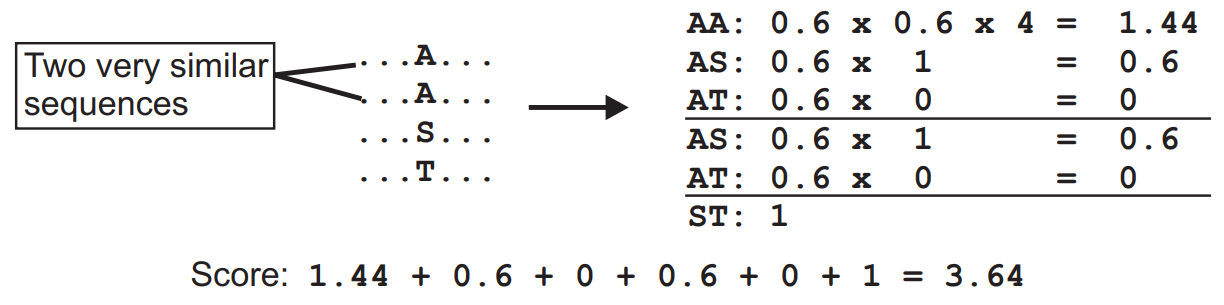 Two very similar
sequences
...A...
...A...
...S...
...T...
AA: 0.6 x 0.6 x 4 = 1.44
AS: 0.6 x 1 = 0.6
AT: 0.6 x 0 = 0
AS: 0.6 x 1 = 0.6
AT: 0.6 x 0 = 0
ST: 1
Score: 1.44 + 0.6 + 0 + 0.6 + 0 + 1 = 3.64